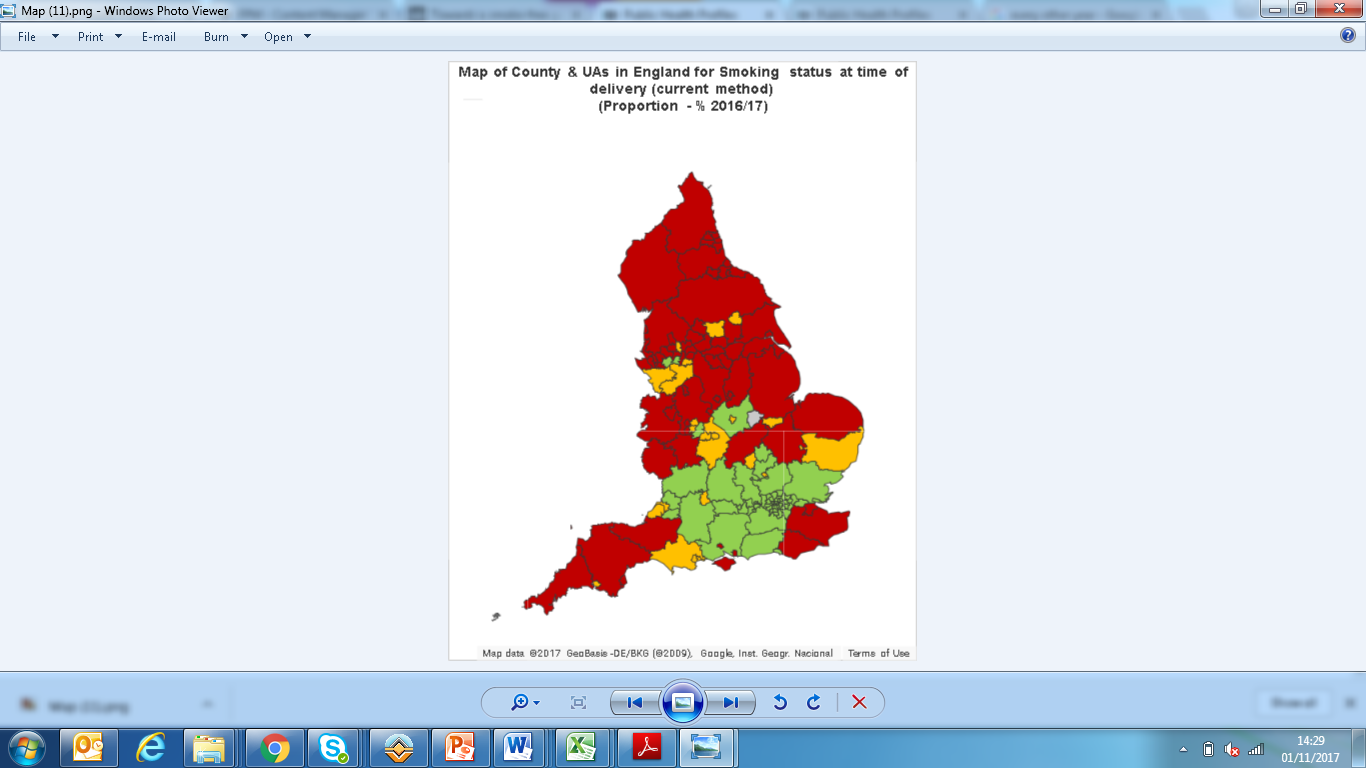 Map (11).png - Windows Photo Viewer
File Print E-mail Burn Open
Map of County & UAs in England for Smoking status at time of
delivery (current method)
(Proportion - % 2016/17)
Map data ©2017 GeoBasis-DE/BKG (©2009), Google, Inst. Geogr. Nacional Terms of Use
Show all
14:29
01/11/2017